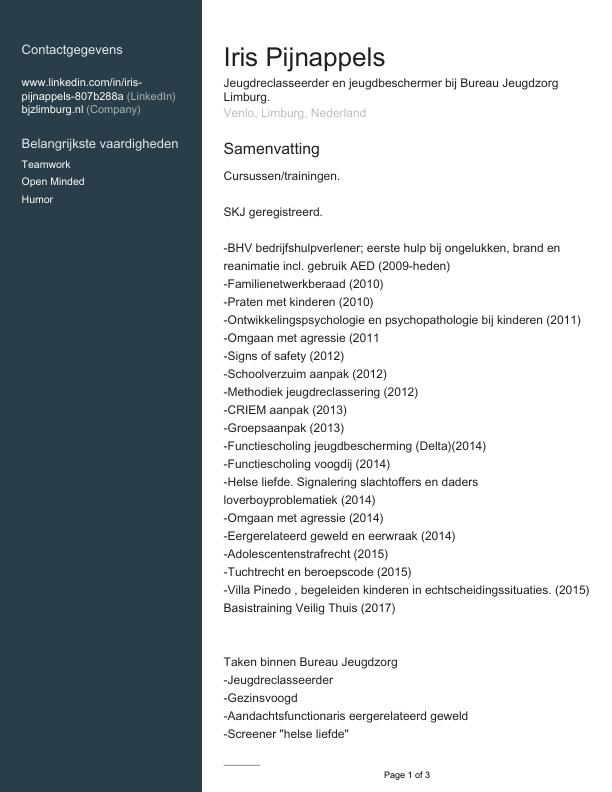 Contactgegevens
www.linkedin.com/in/iris-
pijnappels-807b288a (LinkedIn)
bjzlimburg.nl (Company)
Belangrijkste vaardigheden
Teamwork
Open Minded
Humor
Iris Pijnappels
Jeugdreclasseerder en jeugdbeschermer bij Bureau Jeugdzorg
Limburg.
Venlo, Limburg, Nederland
Samenvatting
Cursussen/trainingen.
SKJ geregistreerd.
-BHV bedrijfshulpverlener; eerste hulp bij ongelukken, brand en
reanimatie incl. gebruik AED (2009-heden)
-Familienetwerkberaad (2010)
-Praten met kinderen (2010)
-Ontwikkelingspsychologie en psychopathologie bij kinderen (2011)
-Omgaan met agressie (2011
-Signs of safety (2012)
-Schoolverzuim aanpak (2012)
-Methodiek jeugdreclassering (2012)
-CRIEM aanpak (2013)
-Groepsaanpak (2013)
-Functiescholing jeugdbescherming (Delta)(2014)
-Functiescholing voogdij (2014)
-Helse liefde. Signalering slachtoffers en daders
loverboyproblematiek (2014)
-Omgaan met agressie (2014)
-Eergerelateerd geweld en eerwraak (2014)
-Adolescentenstrafrecht (2015)
-Tuchtrecht en beroepscode (2015)
-Villa Pinedo , begeleiden kinderen in echtscheidingssituaties. (2015)
Basistraining Veilig Thuis (2017)
Taken binnen Bureau Jeugdzorg
-Jeugdreclasseerder
-Gezinsvoogd
-Aandachtsfunctionaris eergerelateerd geweld
-Screener "helse liefde"
Page 1 of 3